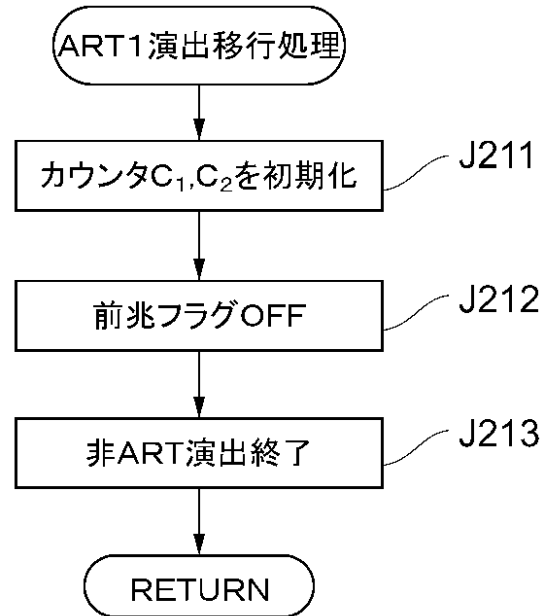 ART1演出移行処理
カウンタC₁,C₂を初期化
J211
前兆フラグOFF
J212
非ART演出終了
J213
RETURN